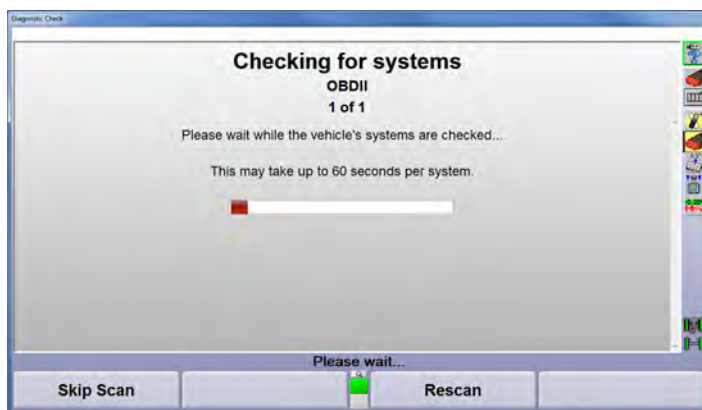 Diagnostic Check
Checking for systems
OBDII
1 of 1
Please wait while the vehicle's systems are checked...
This may take up to 60 seconds per system.
Please wait...
Skip Scan
Rescan